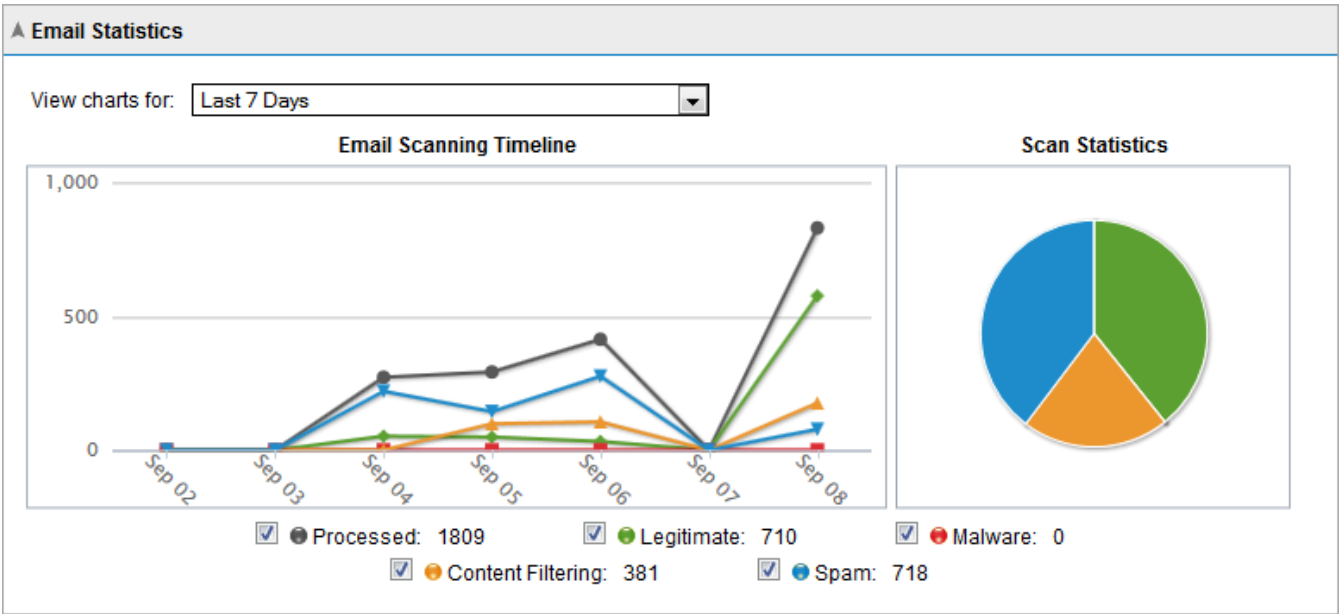 Email Statistics
View charts for: Last 7 Days
Email Scanning Timeline
Scan Statistics
1,000
500
0
Sep 02 Sep 03 Sep 04 Sep 05 Sep 06 Sep 07 Sep 08
Processed: 1809 Legitimate: 710 Malware: 0
Content Filtering: 381 Spam: 718